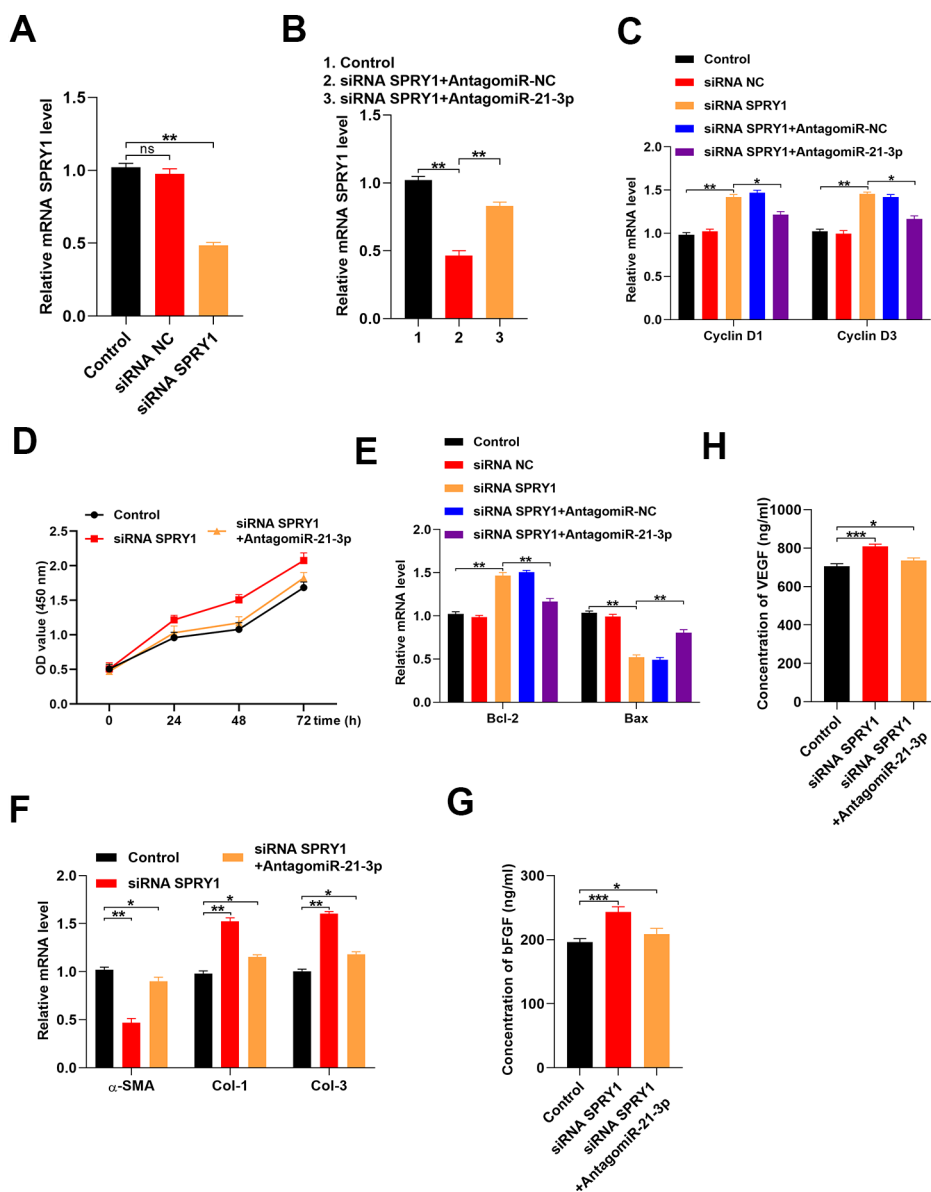 A
Relative mRNA SPRY1 level
1.5
1.0
0.5
0.0
**
ns
Control
siRNA NC
siRNA SPRY1
B
1. Control
2. siRNA SPRY1+AntagomiR-NC
3. siRNA SPRY1+AntagomiR-21-3p
Relative mRNA SPRY1 level
1.5
1.0
0.5
0.0
** **
1 2 3
C
Control
siRNA NC
siRNA SPRY1
siRNA SPRY1+AntagomiR-NC
siRNA SPRY1+AntagomiR-21-3p
Relative mRNA level
1.5
1.0
0.5
0.0
** * ** *
Cyclin D1 Cyclin D3
D
Control
siRNA SPRY1
siRNA SPRY1
+AntagomiR-21-3p
OD value (450 nm)
2.5
2.0
1.5
1.0
0.5
0.0
0 24 48 72 time (h)
E
Control
siRNA NC
siRNA SPRY1
siRNA SPRY1+AntagomiR-NC
siRNA SPRY1+AntagomiR-21-3p
Relative mRNA level
2.0
1.5
1.0
0.5
0.0
** ** ** **
Bcl-2 Bax
H
Concentration of VEGF (ng/ml)
1000
800
600
400
200
0
*
***
Control
siRNA SPRY1
siRNA SPRY1
+AntagomiR-21-3p
F
Control
siRNA SPRY1
siRNA SPRY1
+AntagomiR-21-3p
Relative mRNA level
2.0
1.5
1.0
0.5
0.0
* * *
** ** **
α-SMA Col-1 Col-3
G
Concentration of bFGF (ng/ml)
300
200
100
0
*
***
Control
siRNA SPRY1
siRNA SPRY1
+AntagomiR-21-3p